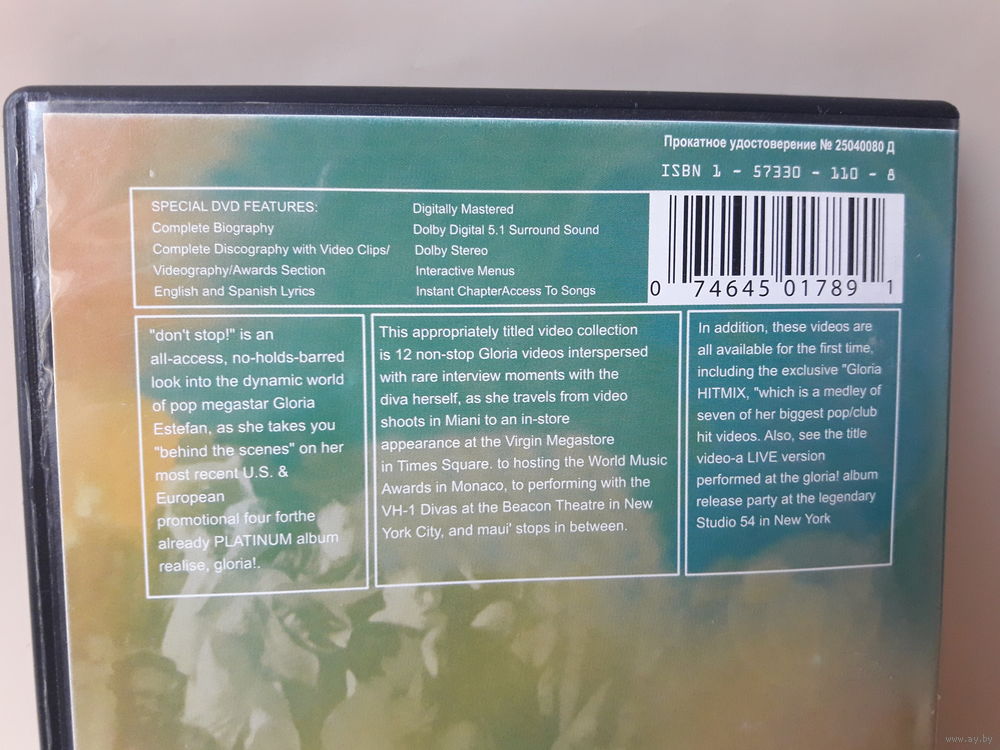 Прокатное удостоверение № 25040080 Д
ISBN 1 - 57330 - 110 - 8
SPECIAL DVD FEATURES:
Complete Biography
Complete Discography with Video Clips/
Videography/Awards Section
English and Spanish Lyrics
Digitally Mastered
Dolby Digital 5.1 Surround Sound
Dolby Stereo
Interactive Menus
Instant ChapterAccess To Songs
0 74645 01789 1
"don't stop!" is an
all-access, no-holds-barred
look into the dynamic world
of pop megastar Gloria
Estefan, as she takes you
"behind the scenes" on her
most recent U.S. &
European
promotional four forthe
already PLATINUM album
realise, gloria!.
This appropriately titled video collection
is 12 non-stop Gloria videos interspersed
with rare interview moments with the
diva herself, as she travels from video
shoots in Miani to an in-store
appearance at the Virgin Megastore
in Times Square. to hosting the World Music
Awards in Monaco, to performing with the
VH-1 Divas at the Beacon Theatre in New
York City, and maui' stops in between.
In addition, these videos are
all available for the first time,
including the exclusive "Gloria
HITMIX, "which is a medley of
seven of her biggest pop/club
hit videos. Also, see the title
video-a LIVE version
performed at the gloria! album
release party at the legendary
Studio 54 in New York
www.ay.by